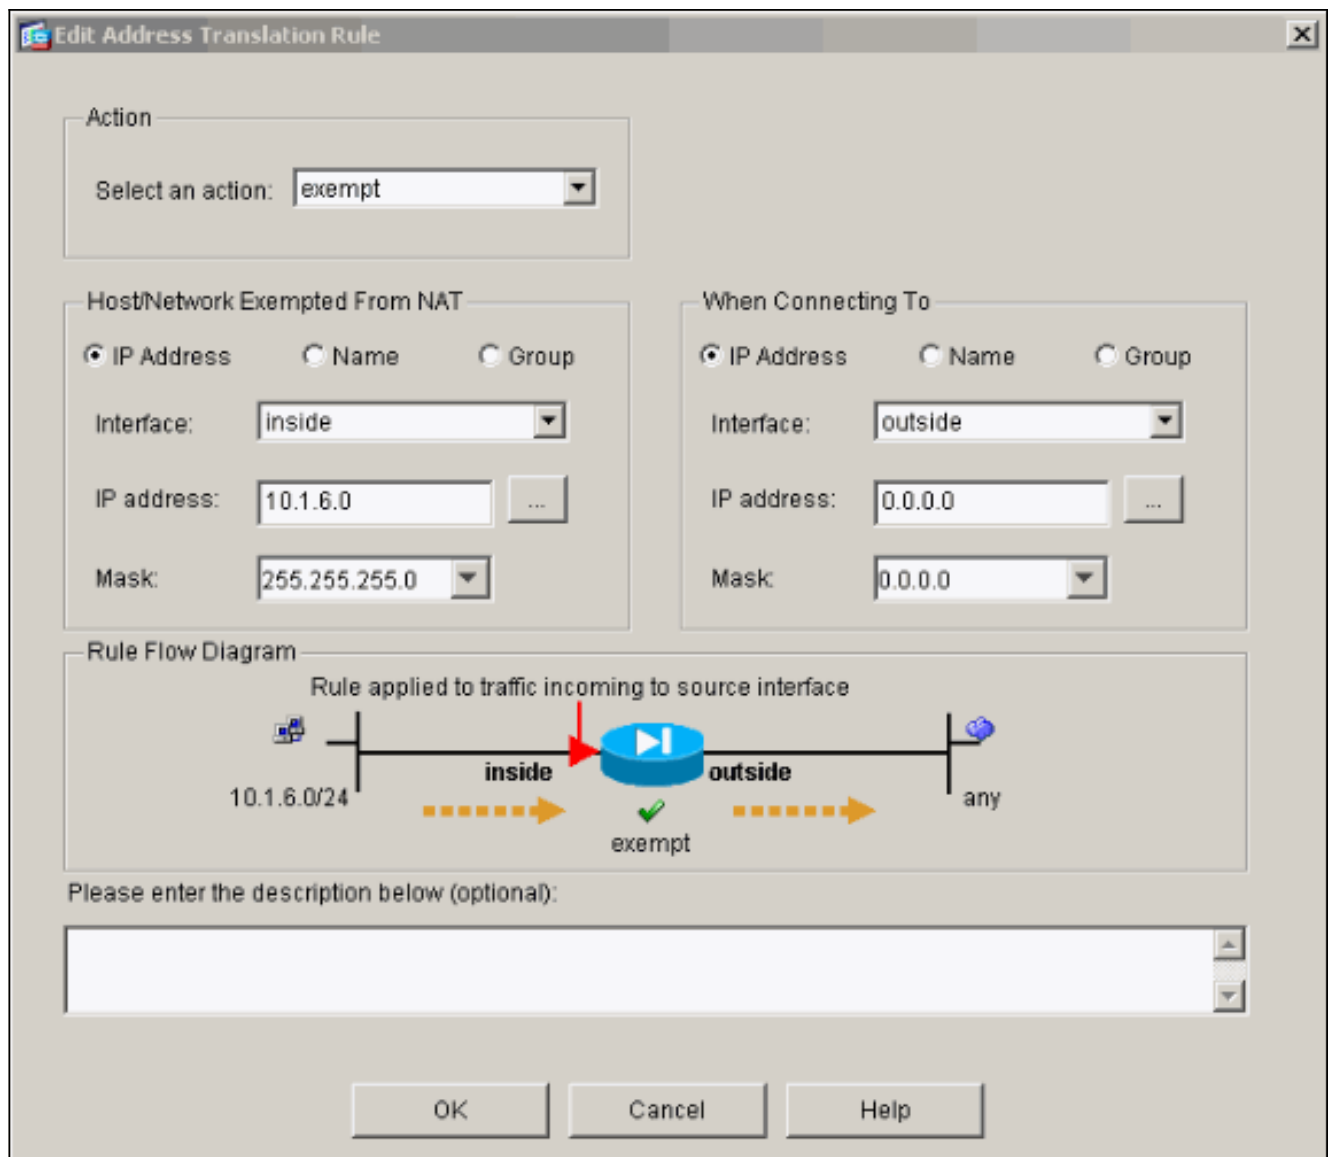 Edit Address Translation Rule
Action
Select an action: exempt
Host/Network Exempted From NAT
IP Address Name Group
Interface: inside
IP address: 10.1.6.0 ...
Mask: 255.255.255.0
When Connecting To
IP Address Name Group
Interface: outside
IP address: 0.0.0.0 ...
Mask: 0.0.0.0
Rule Flow Diagram
Rule applied to traffic incoming to source interface
inside outside
10.1.6.0/24 any
exempt
Please enter the description below (optional):
OK Cancel Help